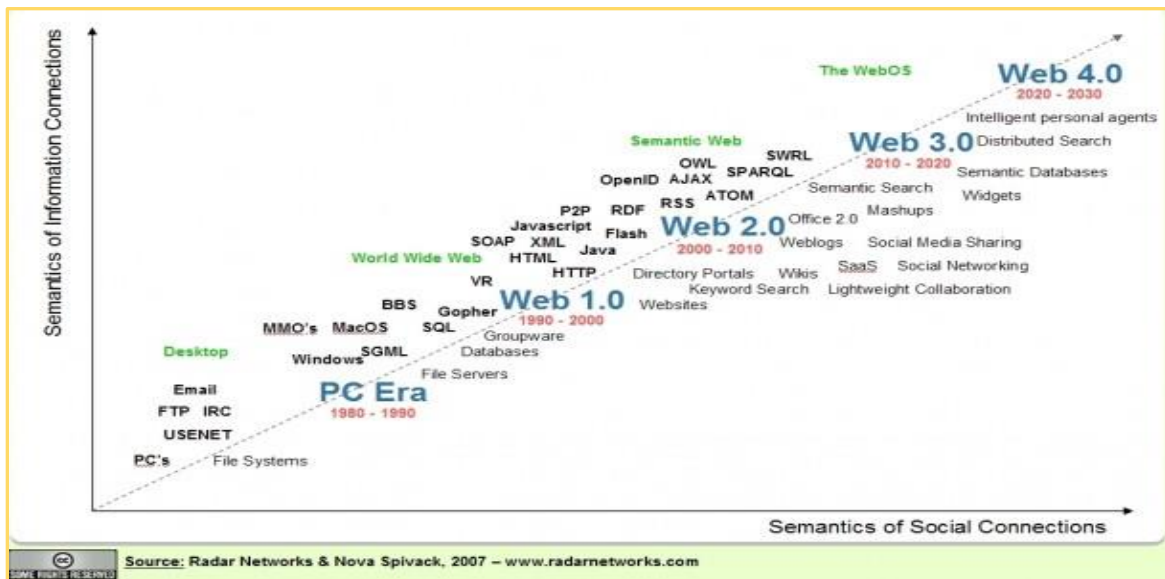 Semantics of Information Connections
The WebOS
Web 4.0
2020 - 2030
Intelligent personal agents
Semantic Web
Web 3.0
Distributed Search
2010 - 2020
SWRL
OWL
SPARQL
Semantic Databases
OpenID
AJAX
Semantic Search
Widgets
ATOM
RSS
P2P
RDF
Mashups
Office 2.0
Javascript
Flash
Web 2.0
2000 - 2010
SOAP
XML
Java
Weblogs
Social Media Sharing
World Wide Web
HTML
HTTP
Directory Portals
Wikis
SaaS
Social Networking
VR
Keyword Search
Lightweight Collaboration
BBS
Gopher
Web 1.0
1990 - 2000
Websites
MMO's
MacOS
SQL
Groupware
Desktop
Windows
SGML
Databases
File Servers
Email
PC Era
1980 - 1990
FTP
IRC
USENET
PC's
File Systems
Semantics of Social Connections
cc
SOME RIGHTS RESERVED
Source: Radar Networks & Nova Spivack, 2007 – www.radarnetworks.com